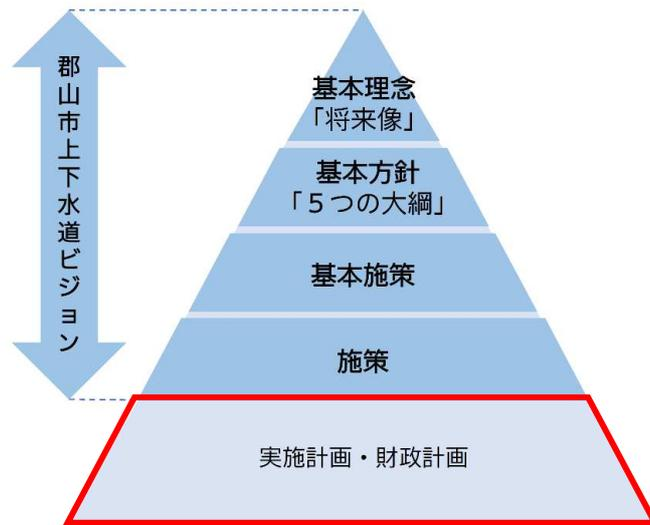 郡山市上下水道ビジョン
基本理念
「将来像」
基本方針
「５つの大綱」
基本施策
施策
実施計画・財政計画